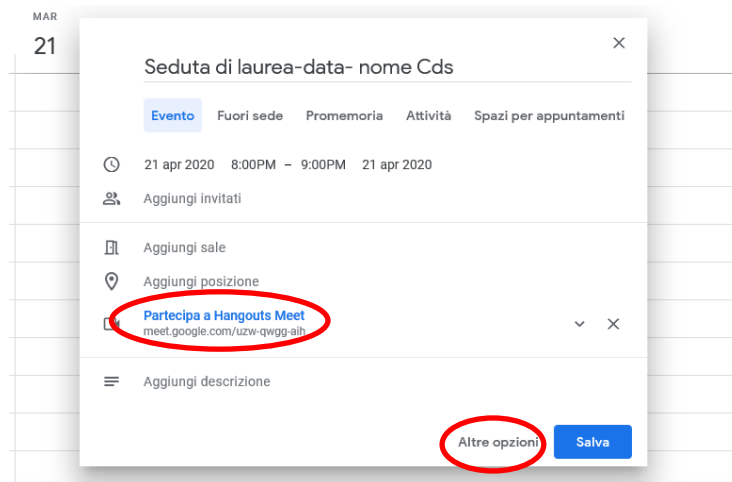 MAR
21
Seduta di laurea-data- nome Cds
Evento Fuori sede Promemoria Attività Spazi per appuntamenti
21 apr 2020 8:00PM – 9:00PM 21 apr 2020
Aggiungi invitati
Aggiungi sale
Aggiungi posizione
Partecipa a Hangouts Meet
meet.google.com/uzw-qwgg-aih
Aggiungi descrizione
Altre opzioni Salva